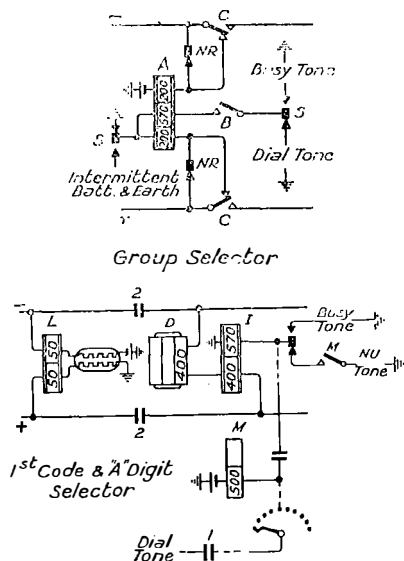 − C
NR
A
200
570
200
Busy Tone
S
B
S
Dial Tone
Intermittent
Batt. & Earth
NR
C
Group Selector
−
2
L
50
50
D
400
I
570
400
Busy
Tone
M
NU
Tone
+
2
M
500
1st Code & "A" Digit
Selector
Dial
Tone
1